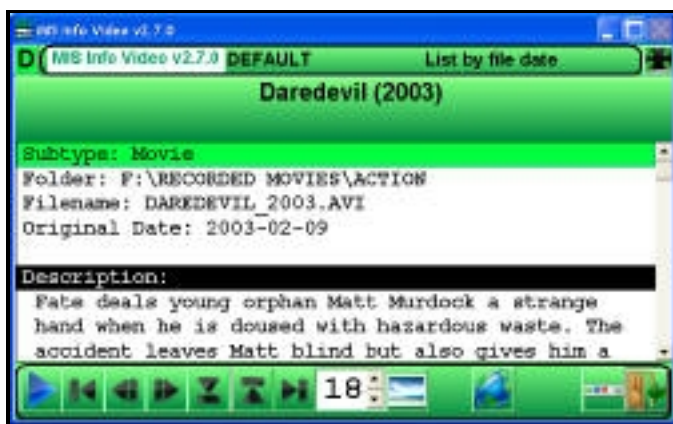 MIS Info Video v2.7.0
D MIS Info Video v2.7.0 DEFAULT List by file date
Daredevil (2003)
Subtype: Movie
Folder: F:\RECORDED MOVIES\ACTION
Filename: DAREDEVIL_2003.AVI
Original Date: 2003-02-09
Description:
Fate deals young orphan Matt Murdock a strange
hand when he is doused with hazardous waste. The
accident leaves Matt blind but also gives him a
18